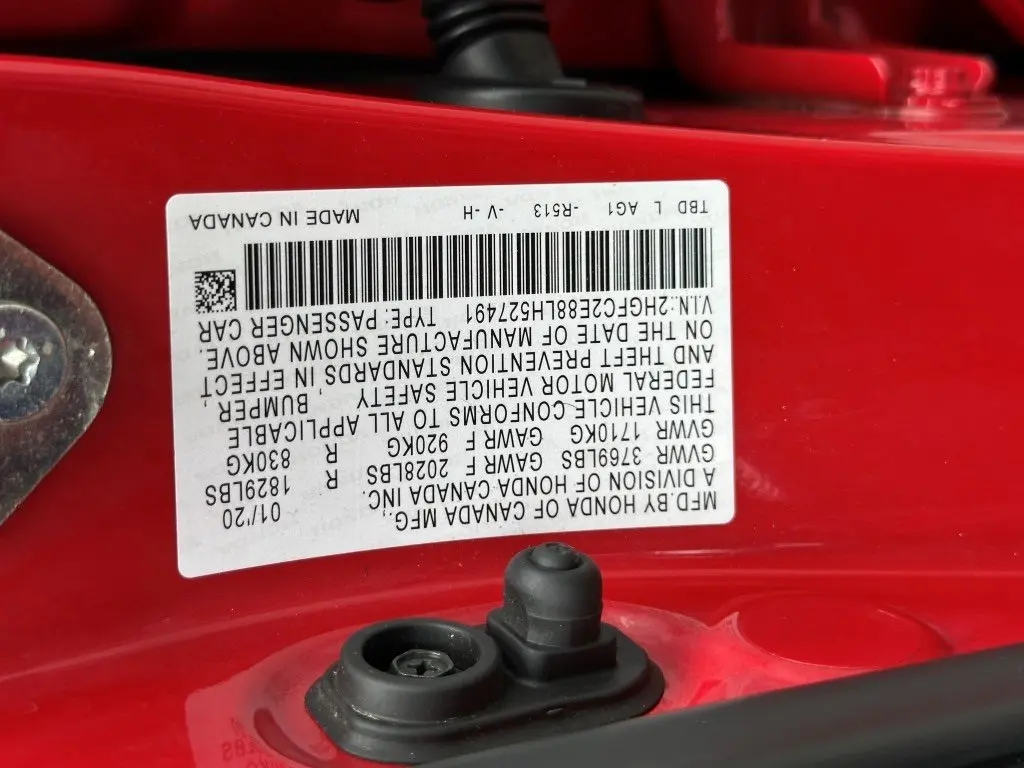 MFD.BY HONDA OF CANADA MFG.,
A DIVISION OF HONDA CANADA INC. 01/'20
GVWR 3769LBS GAWR F 2028LBS R 1829LBS
GVWR 1710KG GAWR F 920KG R 830KG
THIS VEHICLE CONFORMS TO ALL APPLICABLE
FEDERAL MOTOR VEHICLE SAFETY , BUMPER ,
AND THEFT PREVENTION STANDARDS IN EFFECT
ON THE DATE OF MANUFACTURE SHOWN ABOVE.
V.I.N:2HGFC2E88LH527491 TYPE:PASSENGER CAR
TBD L AG1 -R513 -V -H MADE IN CANADA